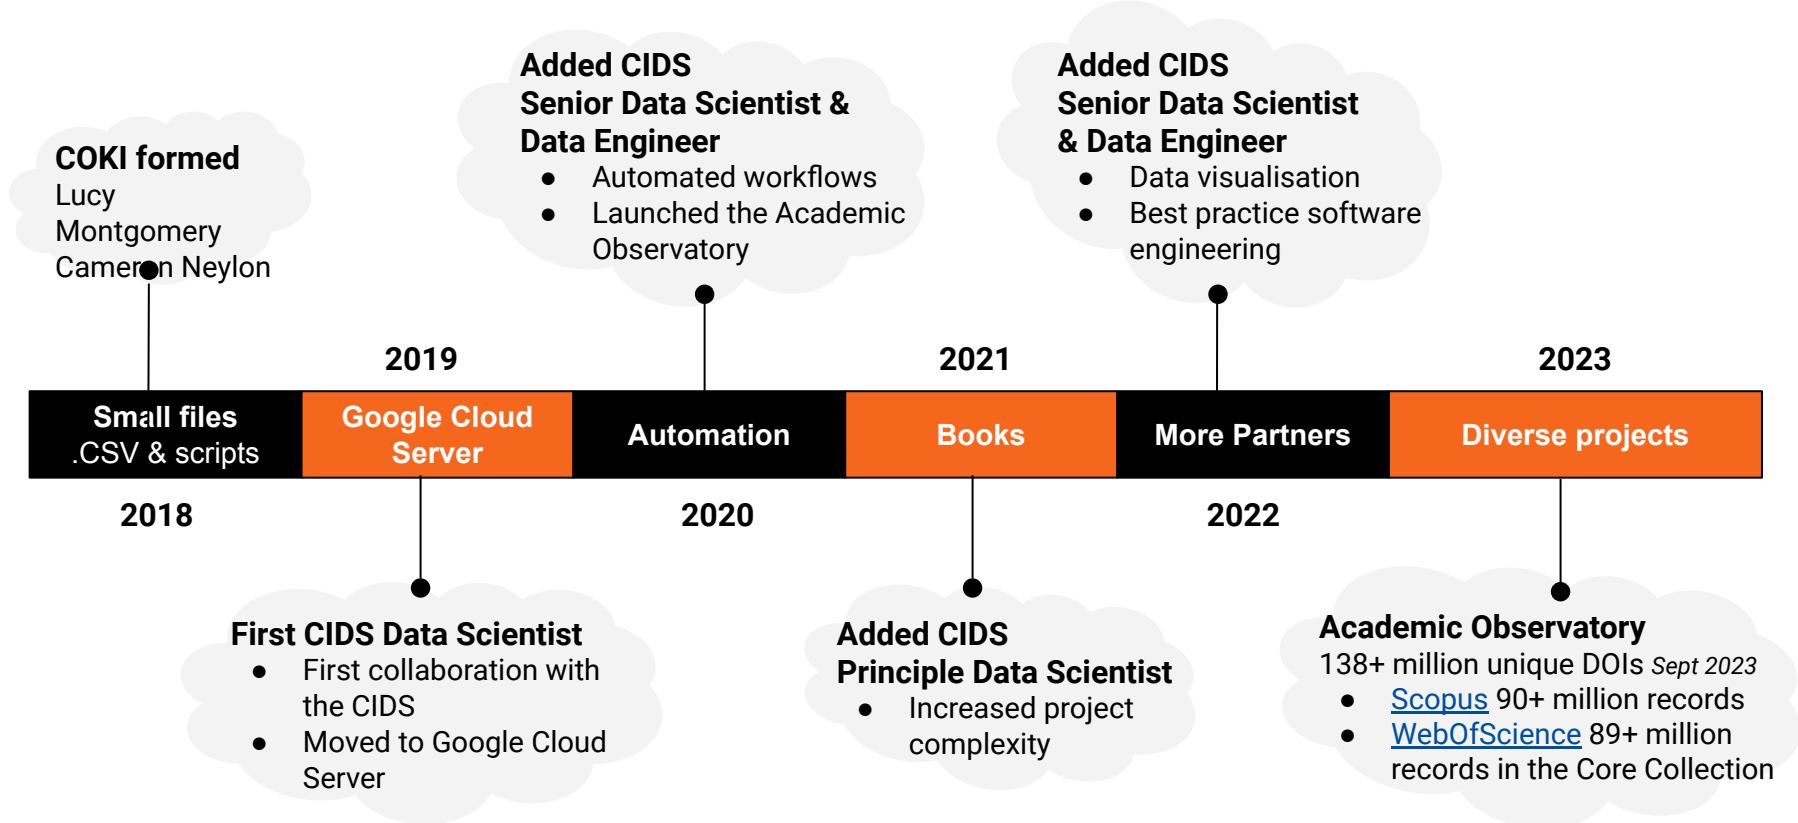 COKI formed
Lucy
Montgomery
Cameron Neylon
Added CIDS
Senior Data Scientist &
Data Engineer
● Automated workflows
● Launched the Academic
Observatory
Added CIDS
Senior Data Scientist
& Data Engineer
● Data visualisation
● Best practice software
engineering
2019
2021
2023
Small files
.CSV & scripts
Google Cloud
Server
Automation
Books
More Partners
Diverse projects
2018
2020
2022
First CIDS Data Scientist
● First collaboration with
the CIDS
● Moved to Google Cloud
Server
Added CIDS
Principle Data Scientist
● Increased project
complexity
Academic Observatory
138+ million unique DOIs Sept 2023
● Scopus 90+ million records
● WebOfScience 89+ million
records in the Core Collection